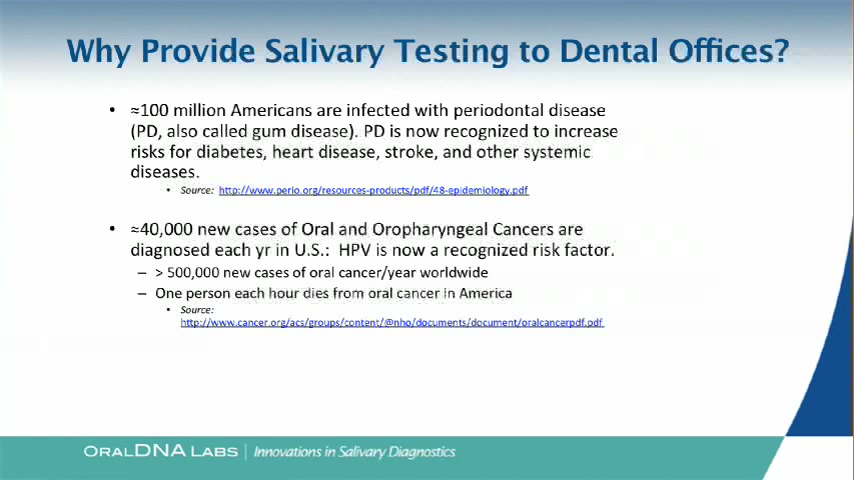 Why Provide Salivary Testing to Dental Offices?
• ≈100 million Americans are infected with periodontal disease
(PD, also called gum disease). PD is now recognized to increase
risks for diabetes, heart disease, stroke, and other systemic
diseases.
• Source: http://www.perio.org/resources-products/pdf/48-epidemiology.pdf
• ≈40,000 new cases of Oral and Oropharyngeal Cancers are
diagnosed each yr in U.S.: HPV is now a recognized risk factor.
– > 500,000 new cases of oral cancer/year worldwide
– One person each hour dies from oral cancer in America
• Source:
http://www.cancer.org/acs/groups/content/@nho/documents/document/oralcancerpdf.pdf
ORALDNA LABS | Innovations in Salivary Diagnostics